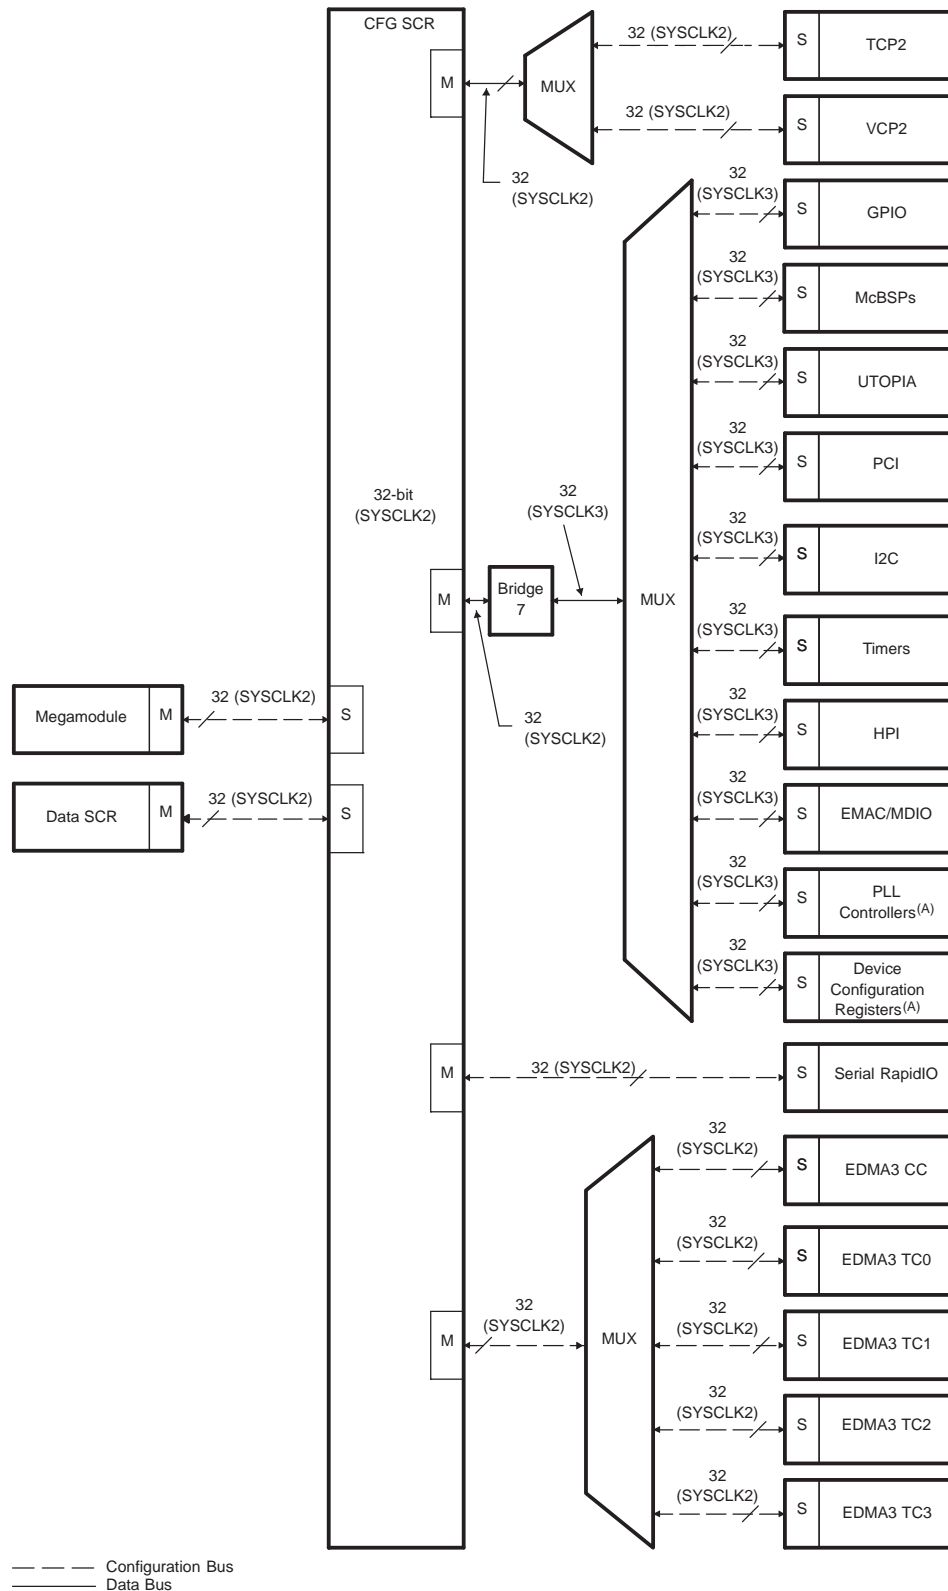 CFG SCR
32 (SYSCLK2)
S
TCP2
M
MUX
32 (SYSCLK2)
S
VCP2
32
(SYSCLK2)
32
(SYSCLK3)
S
GPIO
32
(SYSCLK3)
S
McBSPs
32
(SYSCLK3)
S
UTOPIA
32
(SYSCLK3)
S
PCI
32-bit
(SYSCLK2)
32
(SYSCLK3)
32
(SYSCLK3)
S
I2C
M
Bridge
7
MUX
32
(SYSCLK3)
S
Timers
Megamodule
M
32 (SYSCLK2)
S
32
(SYSCLK2)
32
(SYSCLK3)
S
HPI
Data SCR
M
32 (SYSCLK2)
S
32
(SYSCLK3)
S
EMAC/MDIO
32
(SYSCLK3)
S
PLL
Controllers(A)
32
(SYSCLK3)
S
Device
Configuration
Registers(A)
M
32 (SYSCLK2)
S
Serial RapidIO
32
(SYSCLK2)
S
EDMA3 CC
32
(SYSCLK2)
S
EDMA3 TC0
M
32
(SYSCLK2)
MUX
32
(SYSCLK2)
S
EDMA3 TC1
32
(SYSCLK2)
S
EDMA3 TC2
32
(SYSCLK2)
S
EDMA3 TC3
Configuration Bus
Data Bus